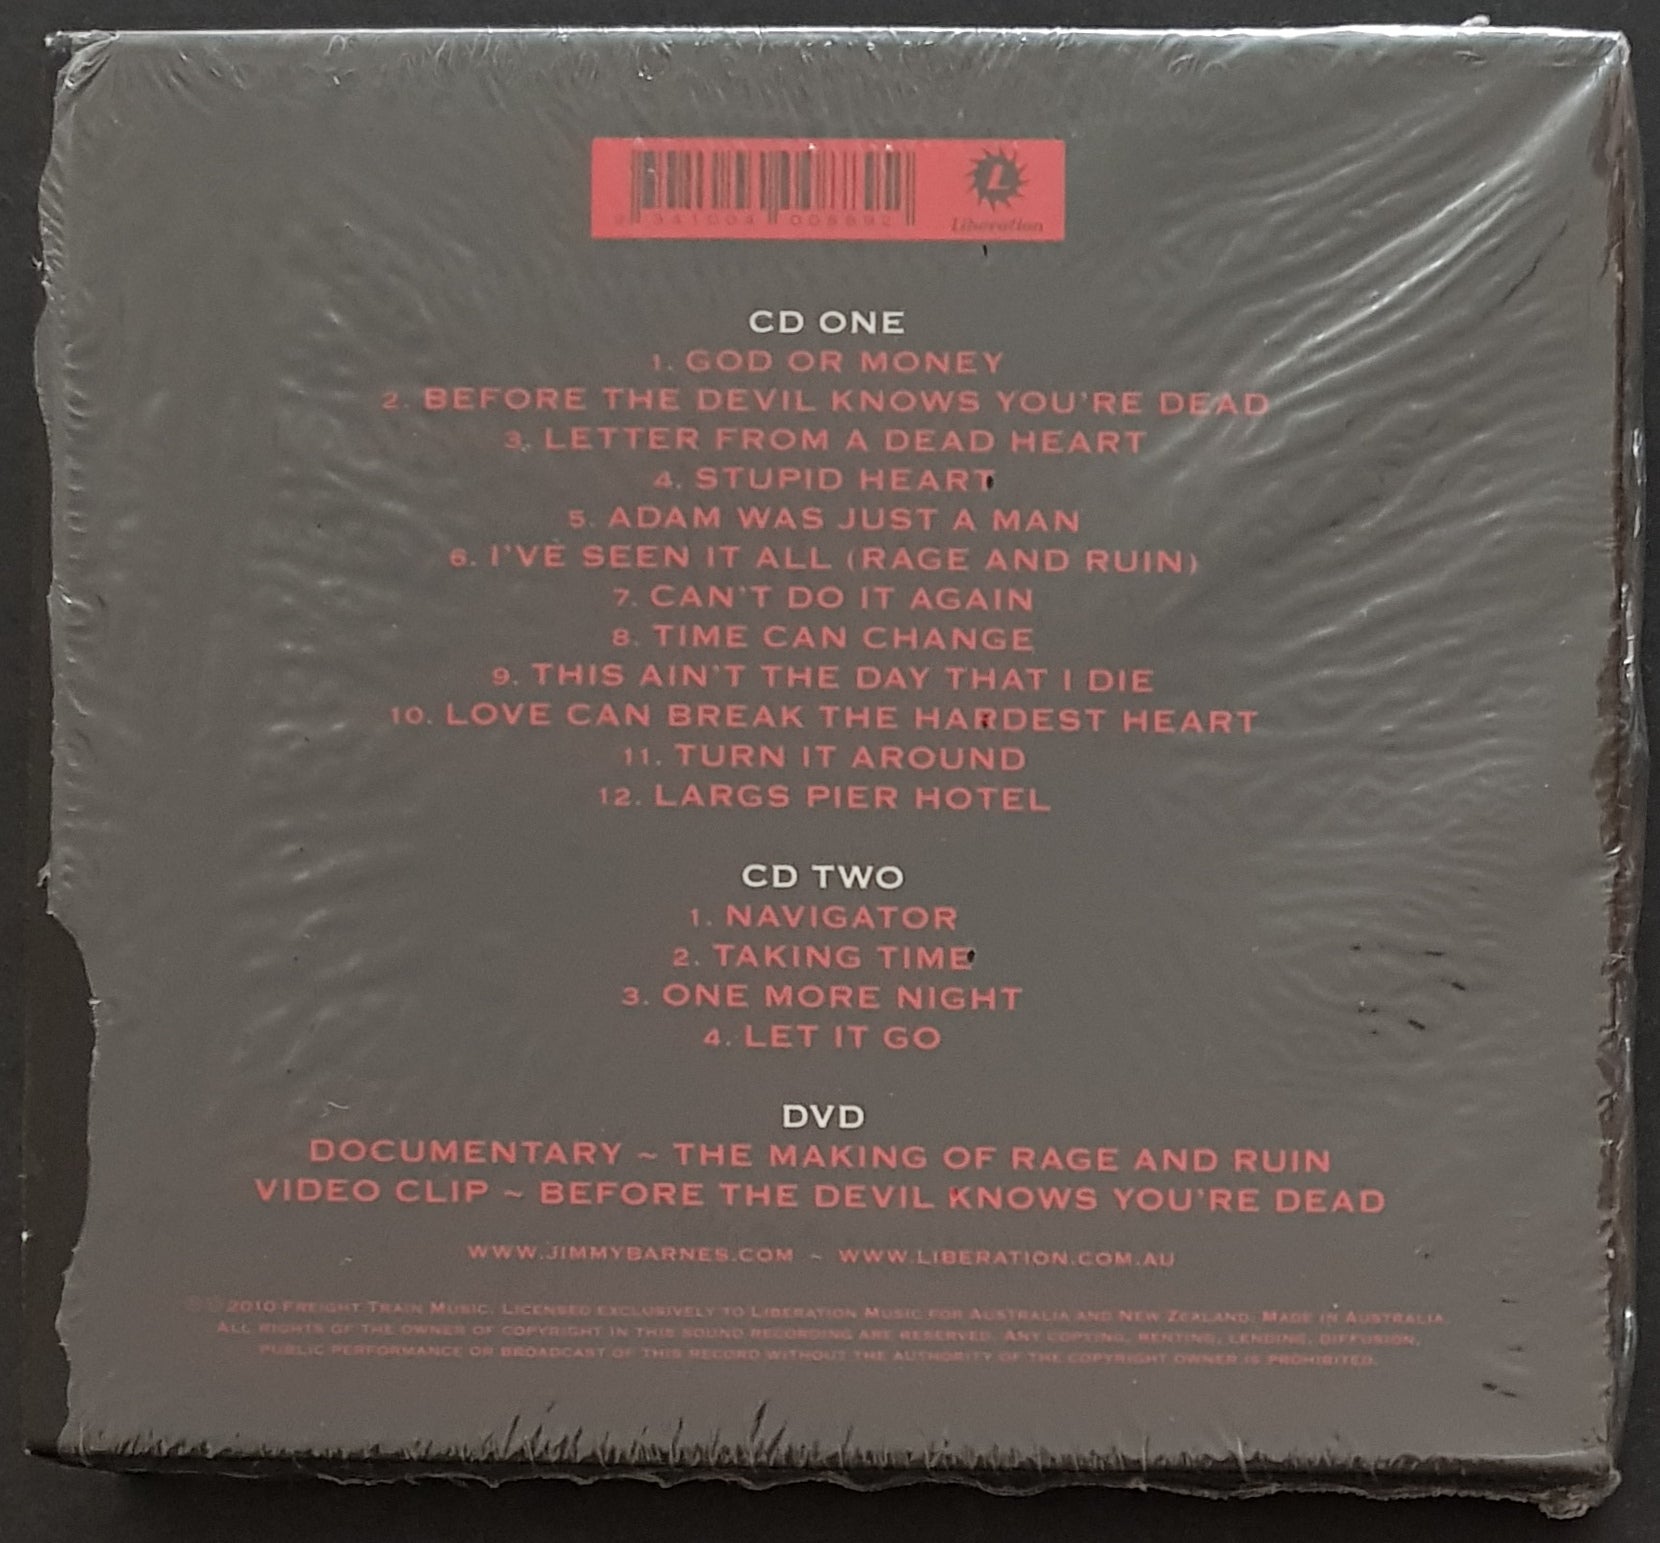 L
9 341004 005892
Liberation
CD ONE
1. GOD OR MONEY
2. BEFORE THE DEVIL KNOWS YOU'RE DEAD
3. LETTER FROM A DEAD HEART
4. STUPID HEART
5. ADAM WAS JUST A MAN
6. I'VE SEEN IT ALL (RAGE AND RUIN)
7. CAN'T DO IT AGAIN
8. TIME CAN CHANGE
9. THIS AIN'T THE DAY THAT I DIE
10. LOVE CAN BREAK THE HARDEST HEART
11. TURN IT AROUND
12. LARGS PIER HOTEL
CD TWO
1. NAVIGATOR
2. TAKING TIME
3. ONE MORE NIGHT
4. LET IT GO
DVD
DOCUMENTARY ~ THE MAKING OF RAGE AND RUIN
VIDEO CLIP ~ BEFORE THE DEVIL KNOWS YOU'RE DEAD
WWW.JIMMYBARNES.COM ~ WWW.LIBERATION.COM.AU
℗© 2010 FREIGHT TRAIN MUSIC. LICENSED EXCLUSIVELY TO LIBERATION MUSIC FOR AUSTRALIA AND NEW ZEALAND. MADE IN AUSTRALIA.
ALL RIGHTS OF THE OWNER OF COPYRIGHT IN THIS SOUND RECORDING ARE RESERVED. ANY COPYING, RENTING, LENDING, DIFFUSION,
PUBLIC PERFORMANCE OR BROADCAST OF THIS RECORD WITHOUT THE AUTHORITY OF THE COPYRIGHT OWNER IS PROHIBITED.